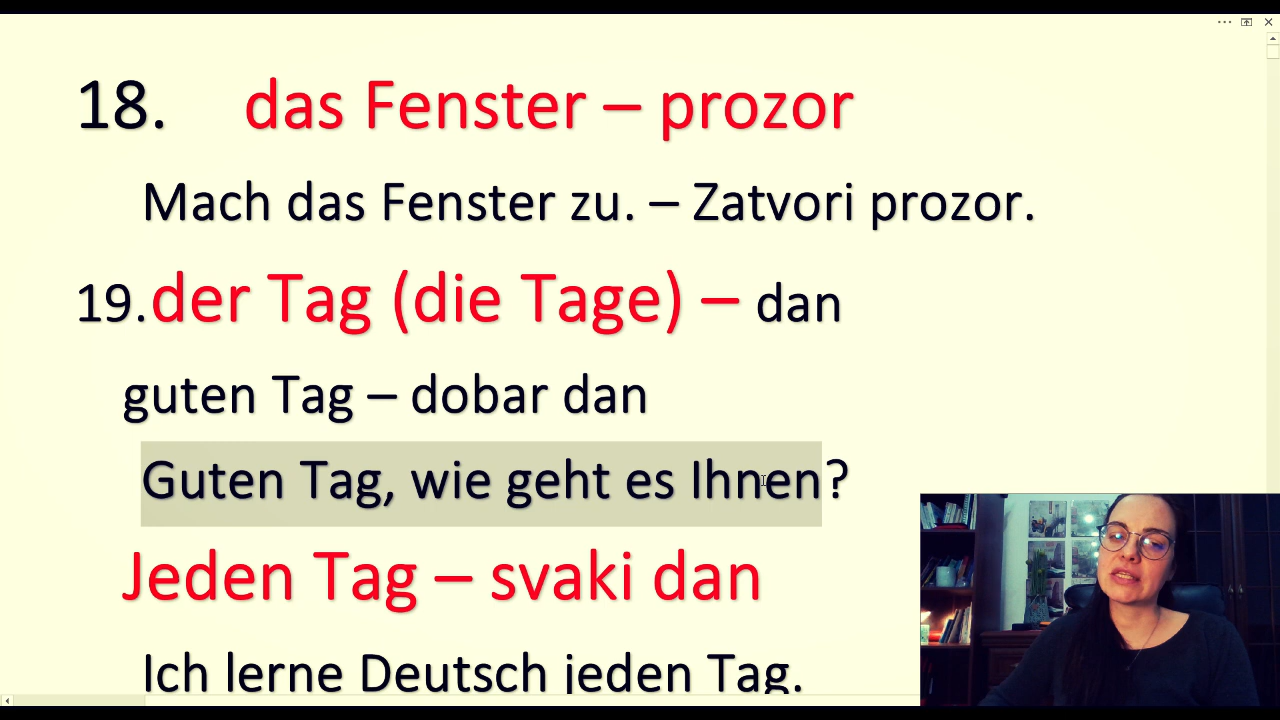 18. das Fenster – prozor
Mach das Fenster zu. – Zatvori prozor.
19. der Tag (die Tage) – dan
guten Tag – dobar dan
Guten Tag, wie geht es Ihnen?
Jeden Tag – svaki dan
Ich lerne Deutsch jeden Tag.